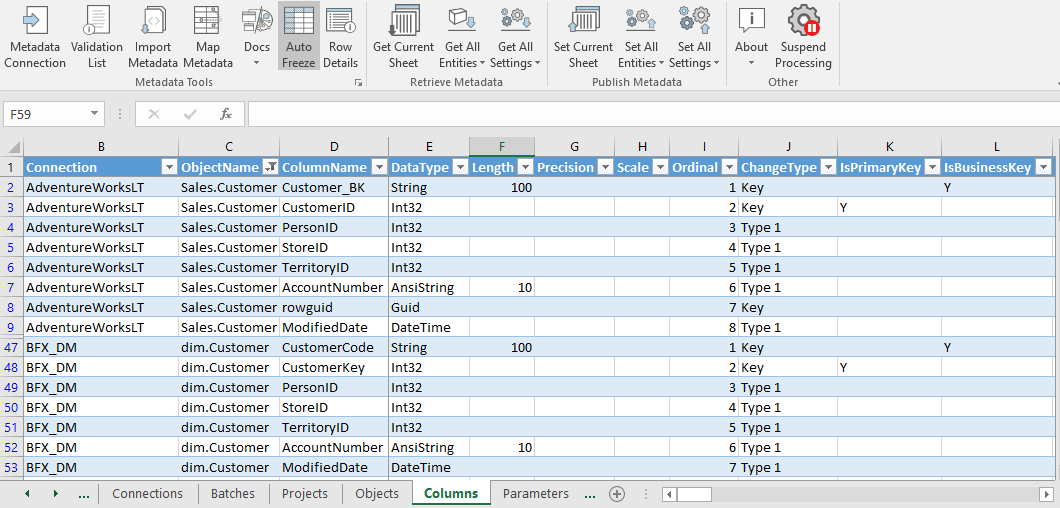 Metadata Connection Validation List Import Metadata Map Metadata Docs Auto Freeze Row Details Get Current Sheet Get All Entities Get All Settings Set Current Sheet Set All Entities Set All Settings About Suspend Processing
Metadata Tools Retrieve Metadata Publish Metadata Other
F59 fx
B C D E F G H I J K L
1 Connection ObjectName ColumnName DataType Length Precision Scale Ordinal ChangeType IsPrimaryKey IsBusinessKey
2 AdventureWorksLT Sales.Customer Customer_BK String 100 1 Key Y
3 AdventureWorksLT Sales.Customer CustomerID Int32 2 Key Y
4 AdventureWorksLT Sales.Customer PersonID Int32 3 Type 1
5 AdventureWorksLT Sales.Customer StoreID Int32 4 Type 1
6 AdventureWorksLT Sales.Customer TerritoryID Int32 5 Type 1
7 AdventureWorksLT Sales.Customer AccountNumber AnsiString 10 6 Type 1
8 AdventureWorksLT Sales.Customer rowguid Guid 7 Key
9 AdventureWorksLT Sales.Customer ModifiedDate DateTime 8 Type 1
47 BFX_DM dim.Customer CustomerCode String 100 1 Key Y
48 BFX_DM dim.Customer CustomerKey Int32 2 Key Y
49 BFX_DM dim.Customer PersonID Int32 3 Type 1
50 BFX_DM dim.Customer StoreID Int32 4 Type 1
51 BFX_DM dim.Customer TerritoryID Int32 5 Type 1
52 BFX_DM dim.Customer AccountNumber AnsiString 10 6 Type 1
53 BFX_DM dim.Customer ModifiedDate DateTime 7 Type 1
... Connections Batches Projects Objects Columns Parameters ...